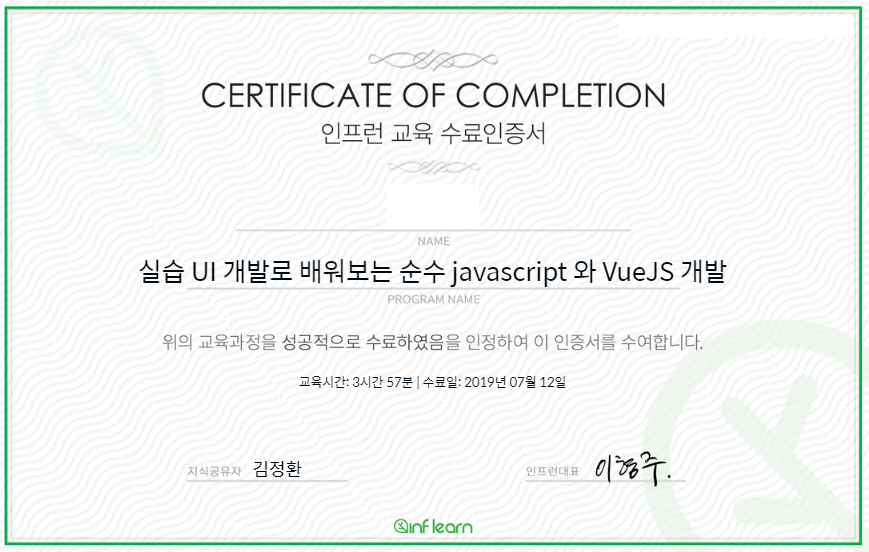 CERTIFICATE OF COMPLETION
인프런 교육 수료인증서
NAME
실습 UI 개발로 배워보는 순수 javascript 와 VueJS 개발
PROGRAM NAME
위의 교육과정을 성공적으로 수료하였음을 인정하여 이 인증서를 수여합니다.
교육시간: 3시간 57분 | 수료일: 2019년 07월 12일
지식공유자 김정환
인프런대표 이형주.
inflearn